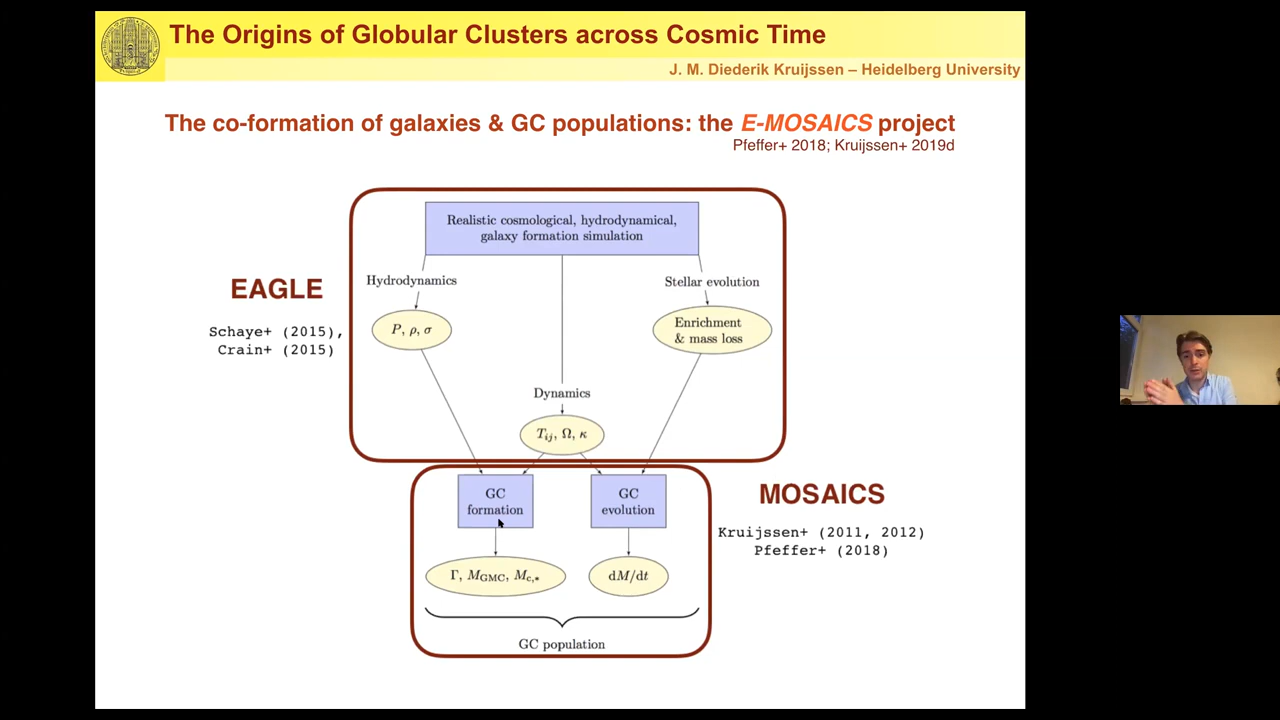 The Origins of Globular Clusters across Cosmic Time
J. M. Diederik Kruijssen – Heidelberg University
The co-formation of galaxies & GC populations: the E-MOSAICS project
Pfeffer+ 2018; Kruijssen+ 2019d
Realistic cosmological, hydrodynamical,
galaxy formation simulation
Hydrodynamics
Stellar evolution
EAGLE
Schaye+ (2015),
Crain+ (2015)
P, ρ, σ
Enrichment
& mass loss
Dynamics
Tij, Ω, κ
GC
formation
GC
evolution
MOSAICS
Kruijssen+ (2011, 2012)
Pfeffer+ (2018)
Γ, MGMC, Mc,*
dM/dt
GC population